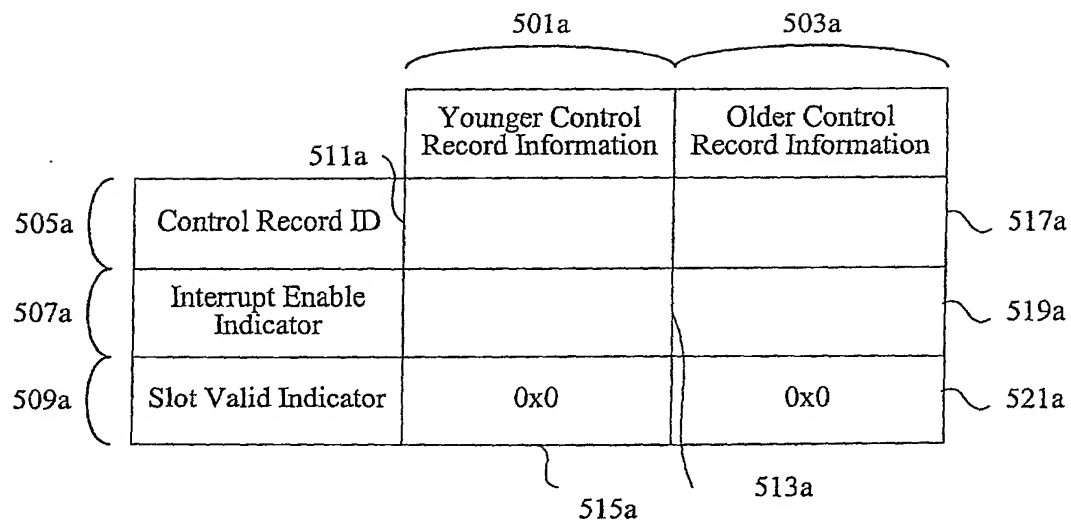 501a 503a
Younger Control Older Control
Record Information Record Information
511a
505a Control Record ID 517a
Interrupt Enable
507a Indicator 519a
509a Slot Valid Indicator 0x0 0x0 521a
515a 513a